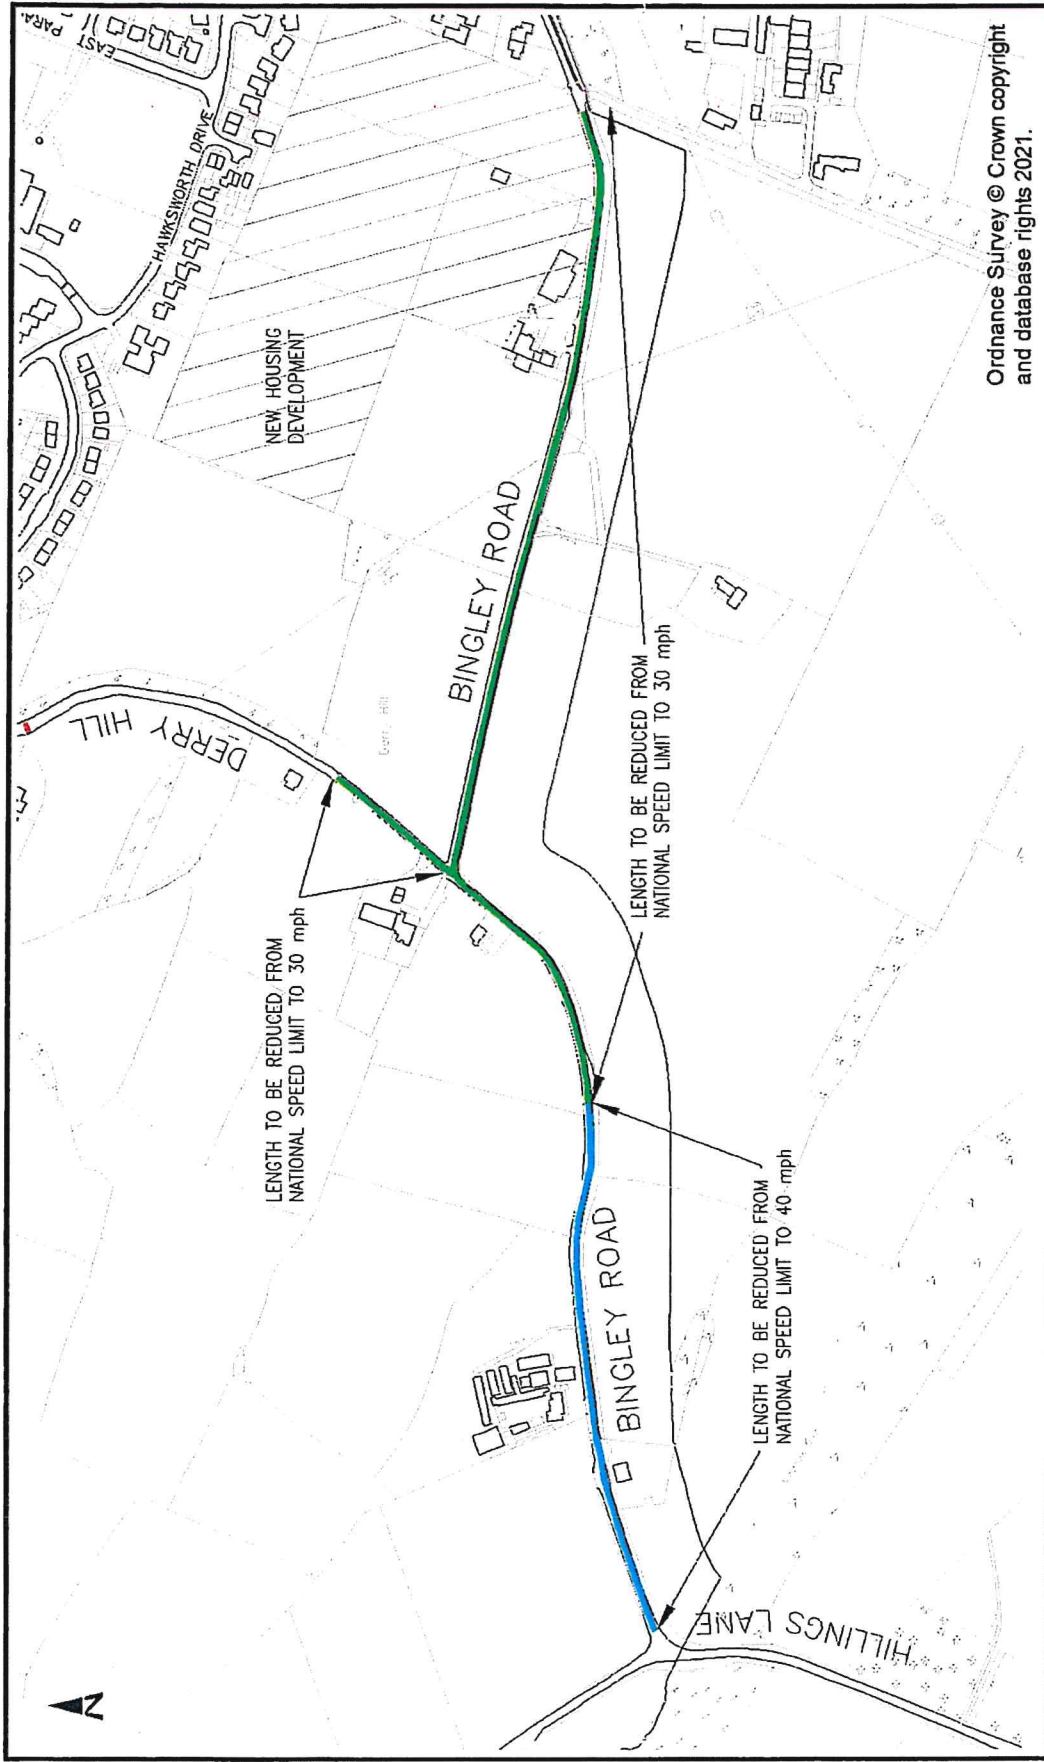 EAST
PARA
HAWKSWORTH DRIVE
NEW HOUSING
DEVELOPMENT
DERRY HILL
BINGLEY ROAD
LENGTH TO BE REDUCED FROM
NATIONAL SPEED LIMIT TO 30 mph
LENGTH TO BE REDUCED FROM
NATIONAL SPEED LIMIT TO 30 mph
BINGLEY ROAD
LENGTH TO BE REDUCED FROM
NATIONAL SPEED LIMIT TO 40 mph
HILLINGS LANE
N
Ordnance Survey © Crown copyright
and database rights 2021.